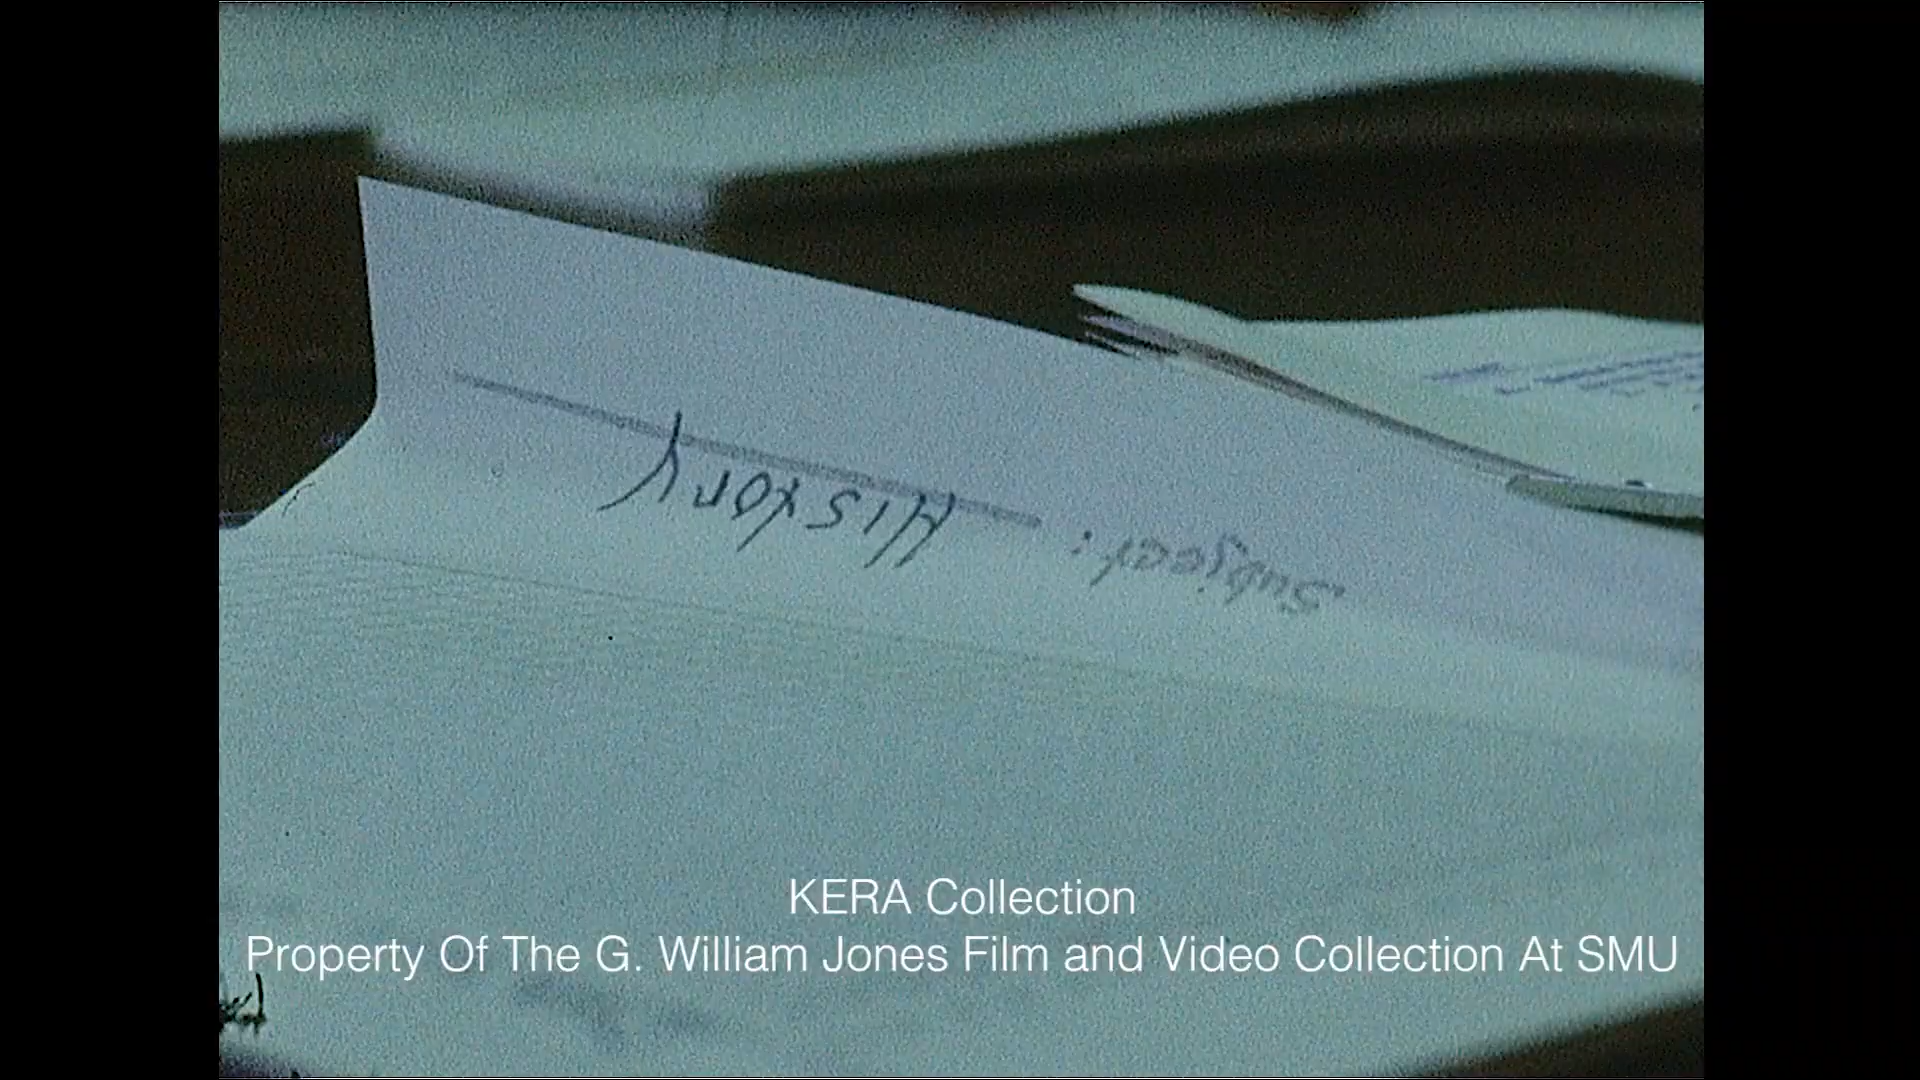 Subject: History
KERA Collection
Property Of The G. William Jones Film and Video Collection At SMU